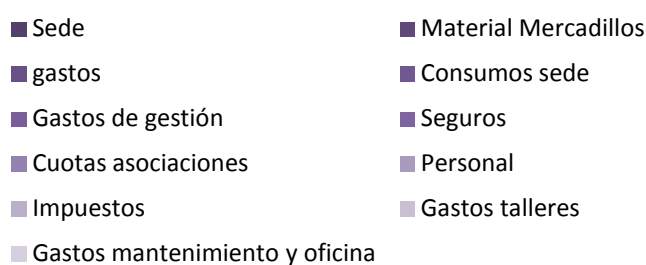 Sede
Material Mercadillos
gastos
Consumos sede
Gastos de gestión
Seguros
Cuotas asociaciones
Personal
Impuestos
Gastos talleres
Gastos mantenimiento y oficina